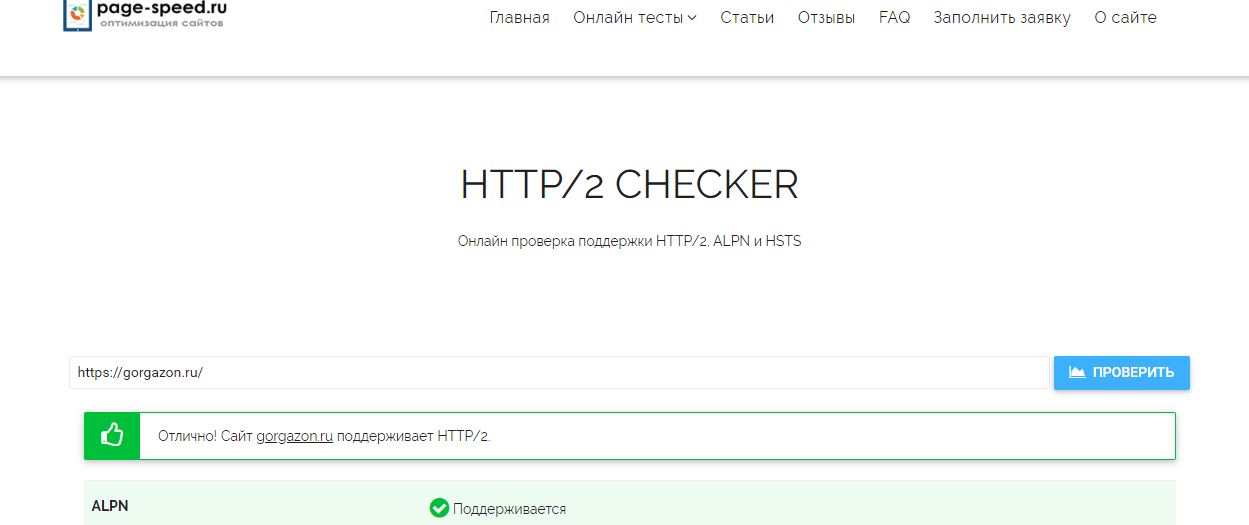 page-speed.ru
оптимизация сайтов
Главная Онлайн тесты Статьи Отзывы FAQ Заполнить заявку О сайте
HTTP/2 CHECKER
Онлайн проверка поддержки HTTP/2, ALPN и HSTS
https://gorgazon.ru/ ПРОВЕРИТЬ
Отлично! Сайт gorgazon.ru поддерживает HTTP/2.
ALPN Поддерживается